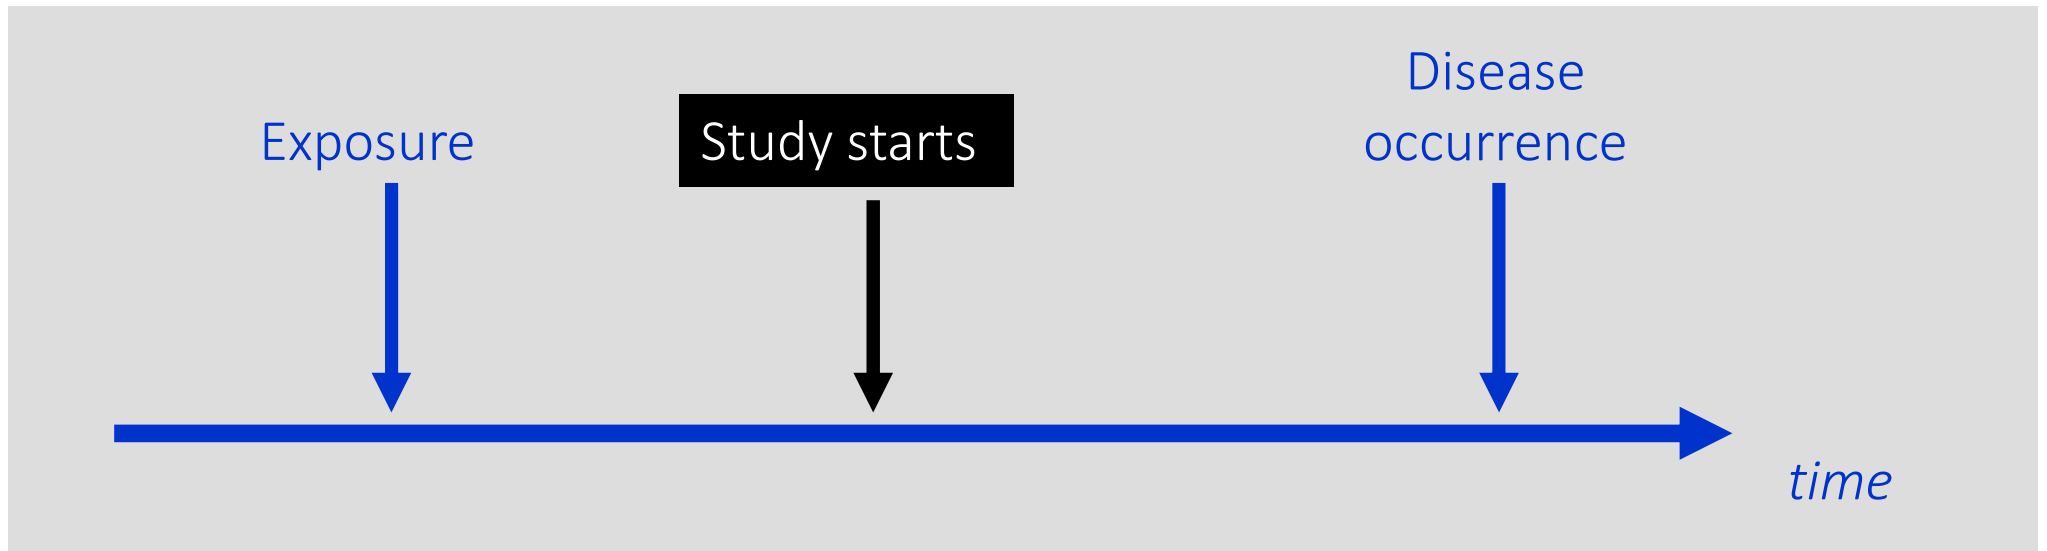 Exposure
Study starts
Disease
occurrence
time